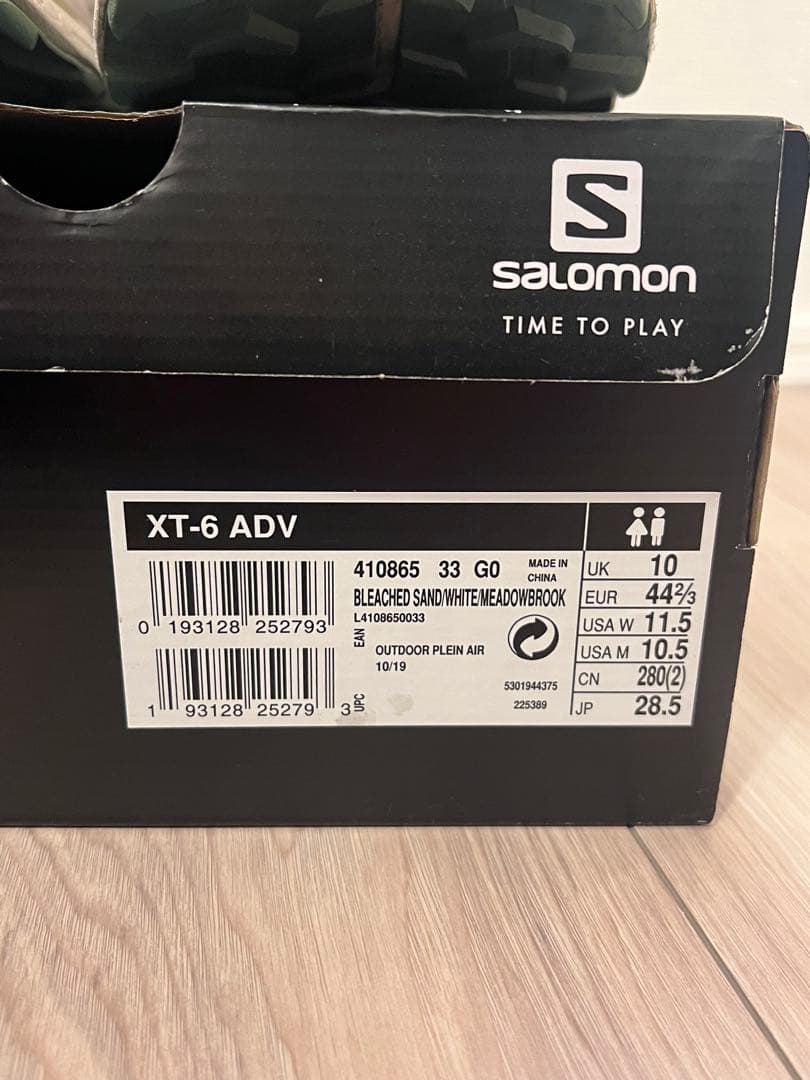 S
SALOMON
TIME TO PLAY
XT-6 ADV
410865 33 G0 MADE IN CHINA
BLEACHED SAND/WHITE/MEADOWBROOK
L4108650033
0 193128 252793
EAN
OUTDOOR PLEIN AIR
10/19
5301944375
225389
1 93128 25279 3
UPC
UK 10
EUR 44⅔
USA W 11.5
USA M 10.5
CN 280(2)
JP 28.5